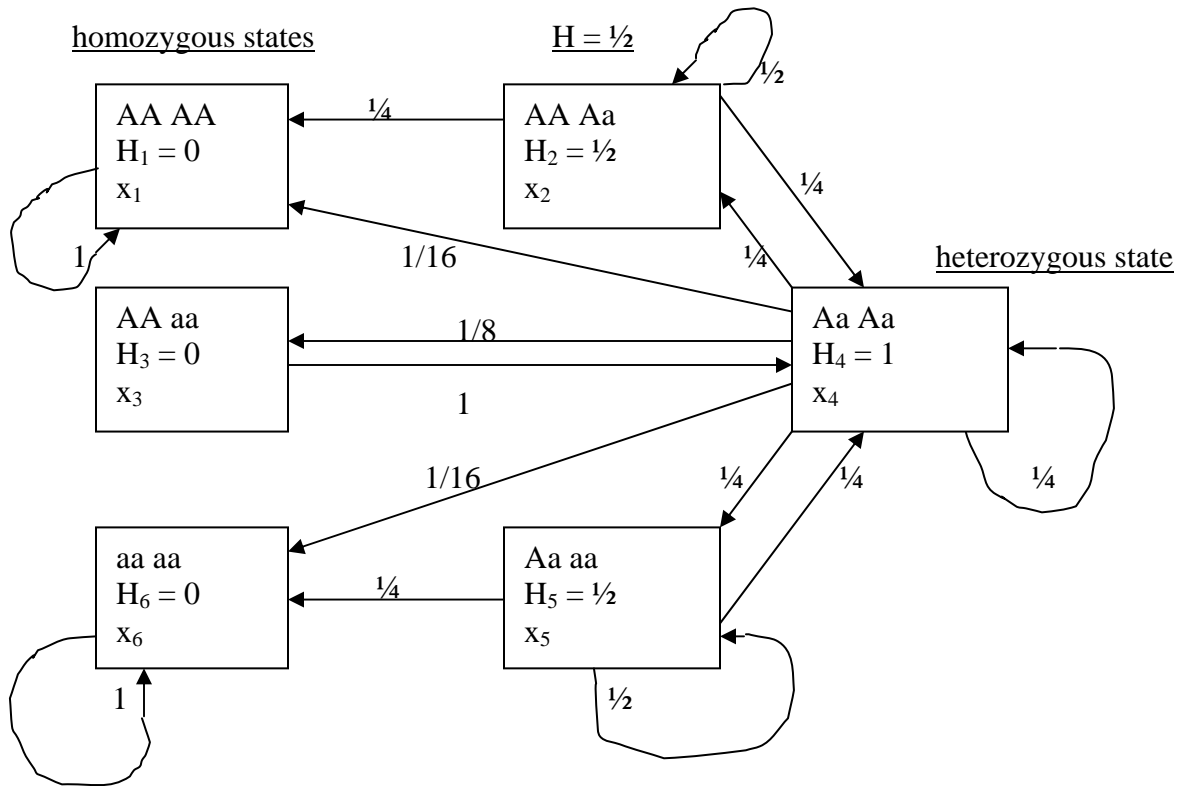 homozygous states
H = ½
½
AA AA
H₁ = 0
x₁
1
¼
AA Aa
H₂ = ½
x₂
¼
¼
1/16
heterozygous state
AA aa
H₃ = 0
x₃
1/8
1
Aa Aa
H₄ = 1
x₄
¼
1/16
¼
¼
aa aa
H₆ = 0
x₆
1
¼
Aa aa
H₅ = ½
x₅
½